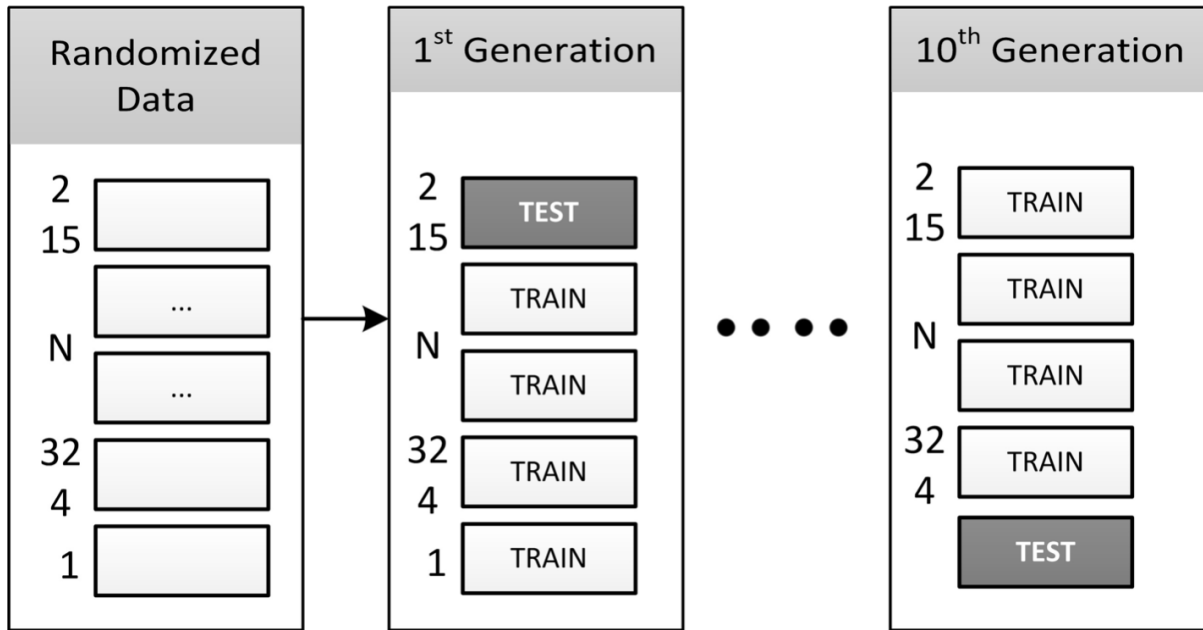 Randomized
Data
2
15
...
N
...
32
4
1
1st Generation
2
TEST
15
TRAIN
N
TRAIN
32
TRAIN
4
1
TRAIN
10th Generation
2
TRAIN
15
TRAIN
N
TRAIN
32
TRAIN
4
TEST